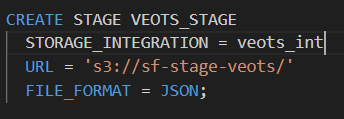 CREATE STAGE VEOTS_STAGE
STORAGE_INTEGRATION = veots_int
URL = 's3://sf-stage-veots/'
FILE_FORMAT = JSON;